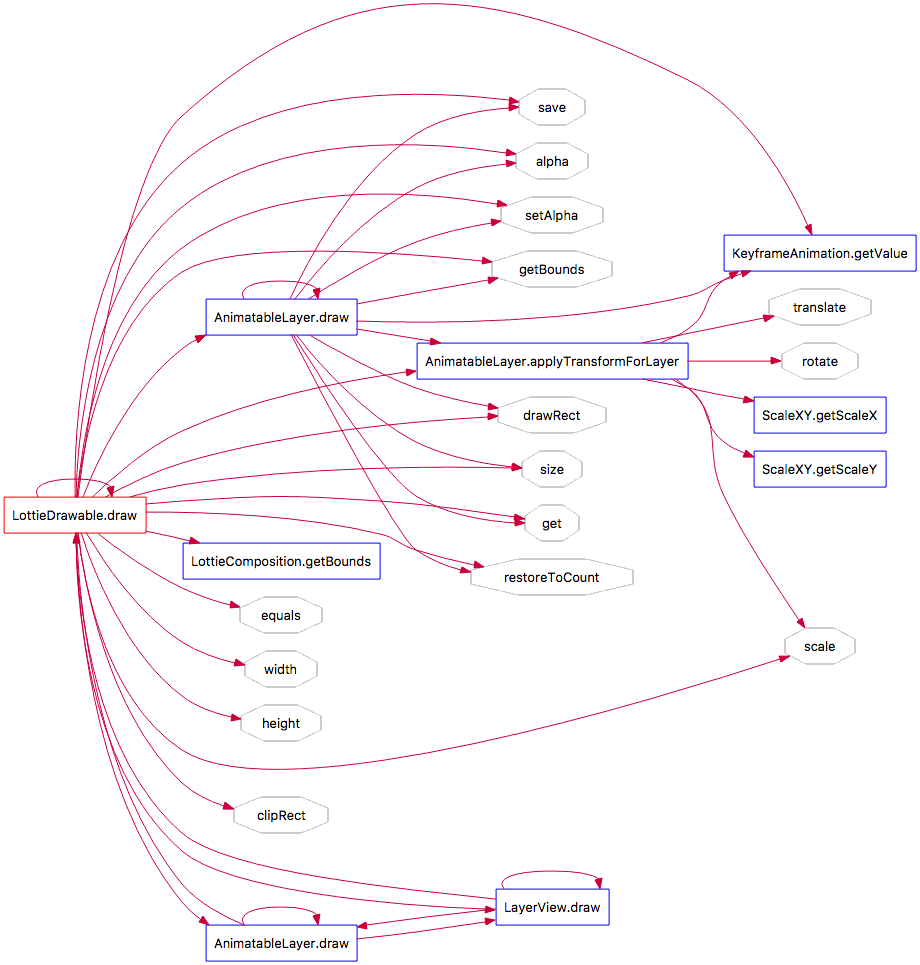 save
alpha
setAlpha
KeyframeAnimation.getValue
getBounds
translate
AnimatableLayer.draw
AnimatableLayer.applyTransformForLayer
rotate
drawRect
ScaleXY.getScaleX
size
ScaleXY.getScaleY
LottieDrawable.draw
get
LottieComposition.getBounds
restoreToCount
equals
scale
width
height
clipRect
LayerView.draw
AnimatableLayer.draw